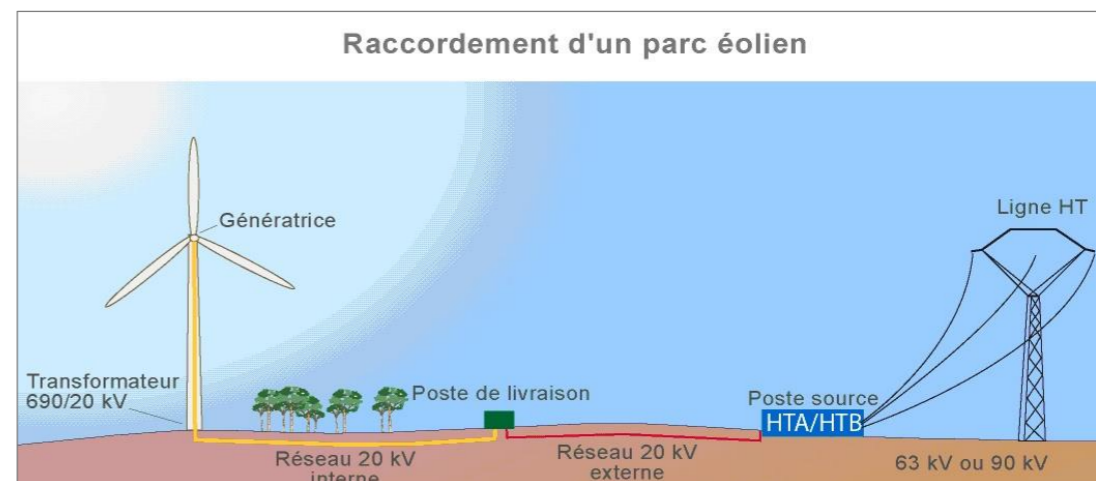 Raccordement d'un parc éolien
Génératrice
Ligne HT
Transformateur
690/20 kV
Poste de livraison
Poste source
HTA/HTB
Réseau 20 kV
interne
Réseau 20 kV
externe
63 kV ou 90 kV